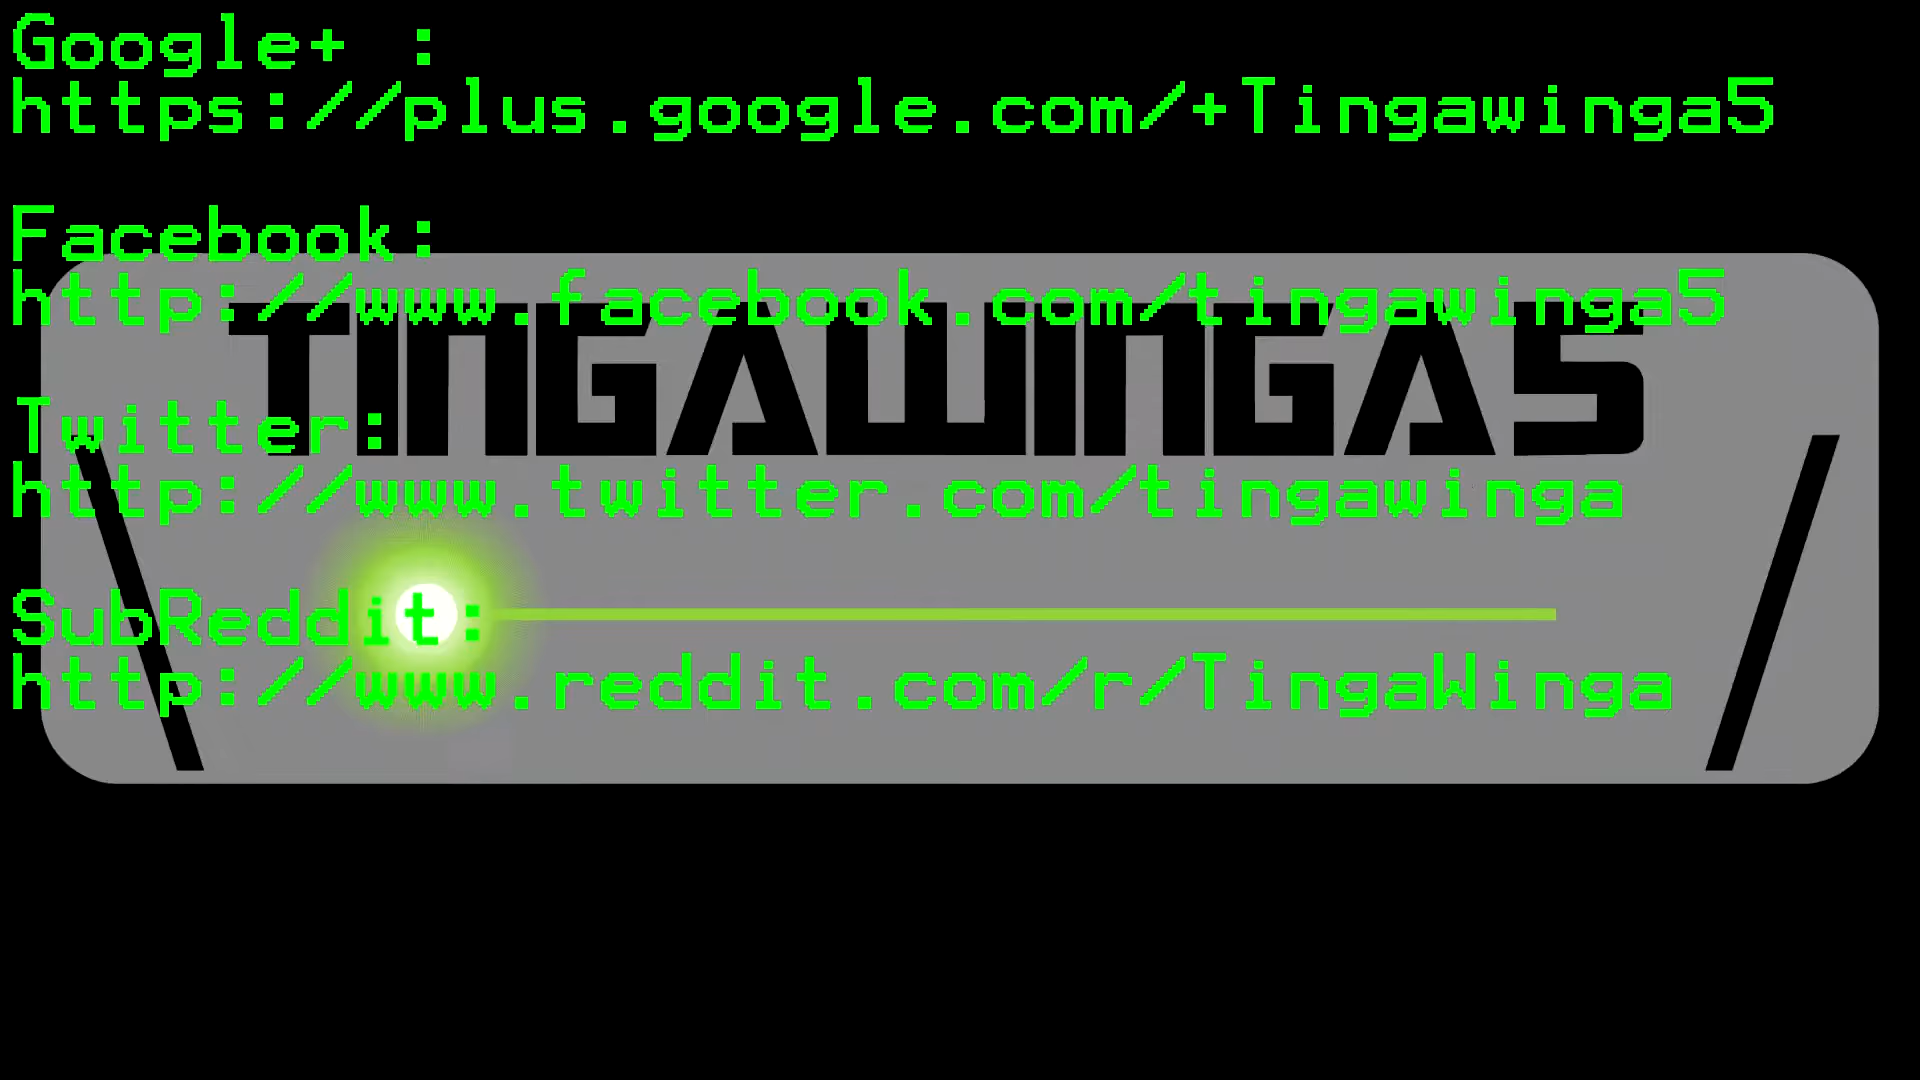 Google+ :
https://plus.google.com/+Tingawinga5
Facebook:
http://www.facebook.com/tingawinga5
TINGAWINGA5
Twitter:
http://www.twitter.com/tingawinga
SubReddit:
http://www.reddit.com/r/TingaWinga